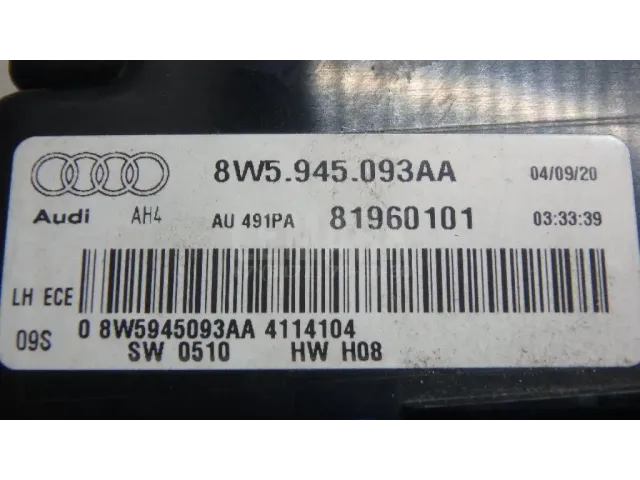 8W5.945.093AA 04/09/20
Audi AH4 AU 491PA 81960101 03:33:39
LH ECE
09S 0 8W5945093AA 4114104
SW 0510 HW H08